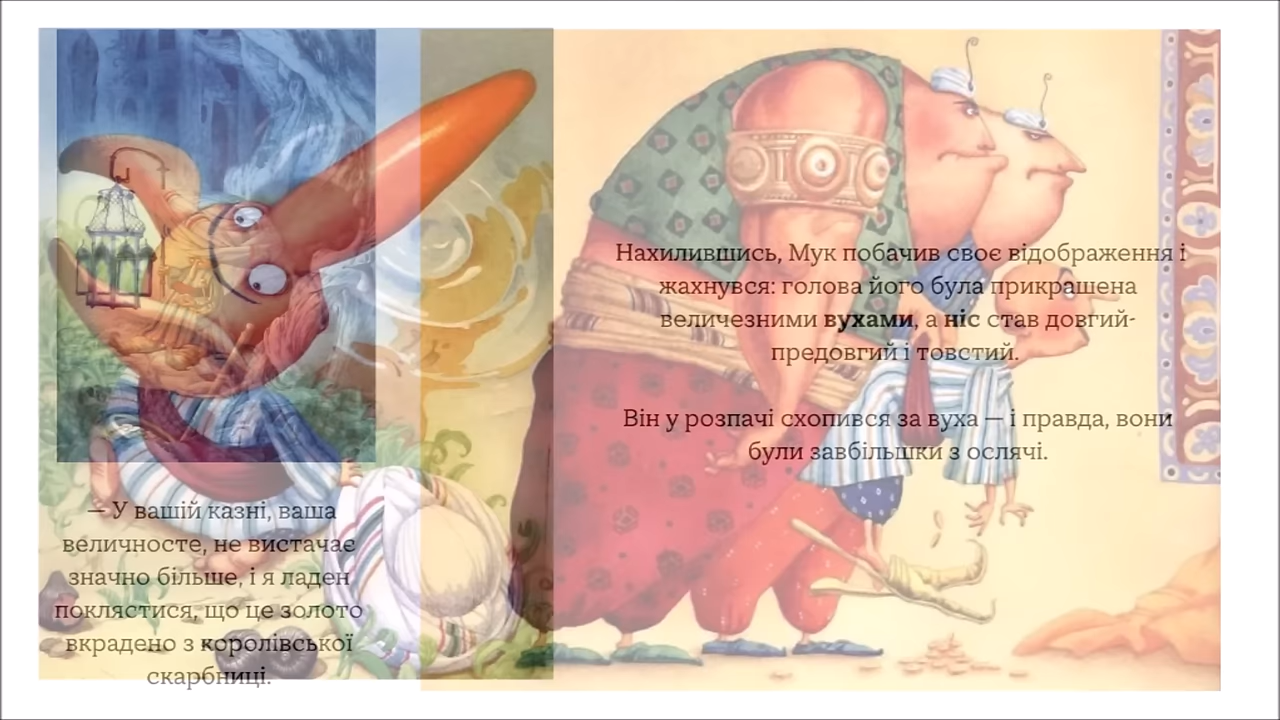 Нахилившись, Мук побачив своє відображення і
жахнувся: голова його була прикрашена
величезними вухами, а ніс став довгий-
предовгий і товстий.
Він у розпачі схопився за вуха — і правда, вони
були завбільшки з ослячі.
— У вашій казні, ваша
величносте, не вистачає
значно більше, і я ладен
поклястися, що це золото
вкрадено з королівської
скарбниці.